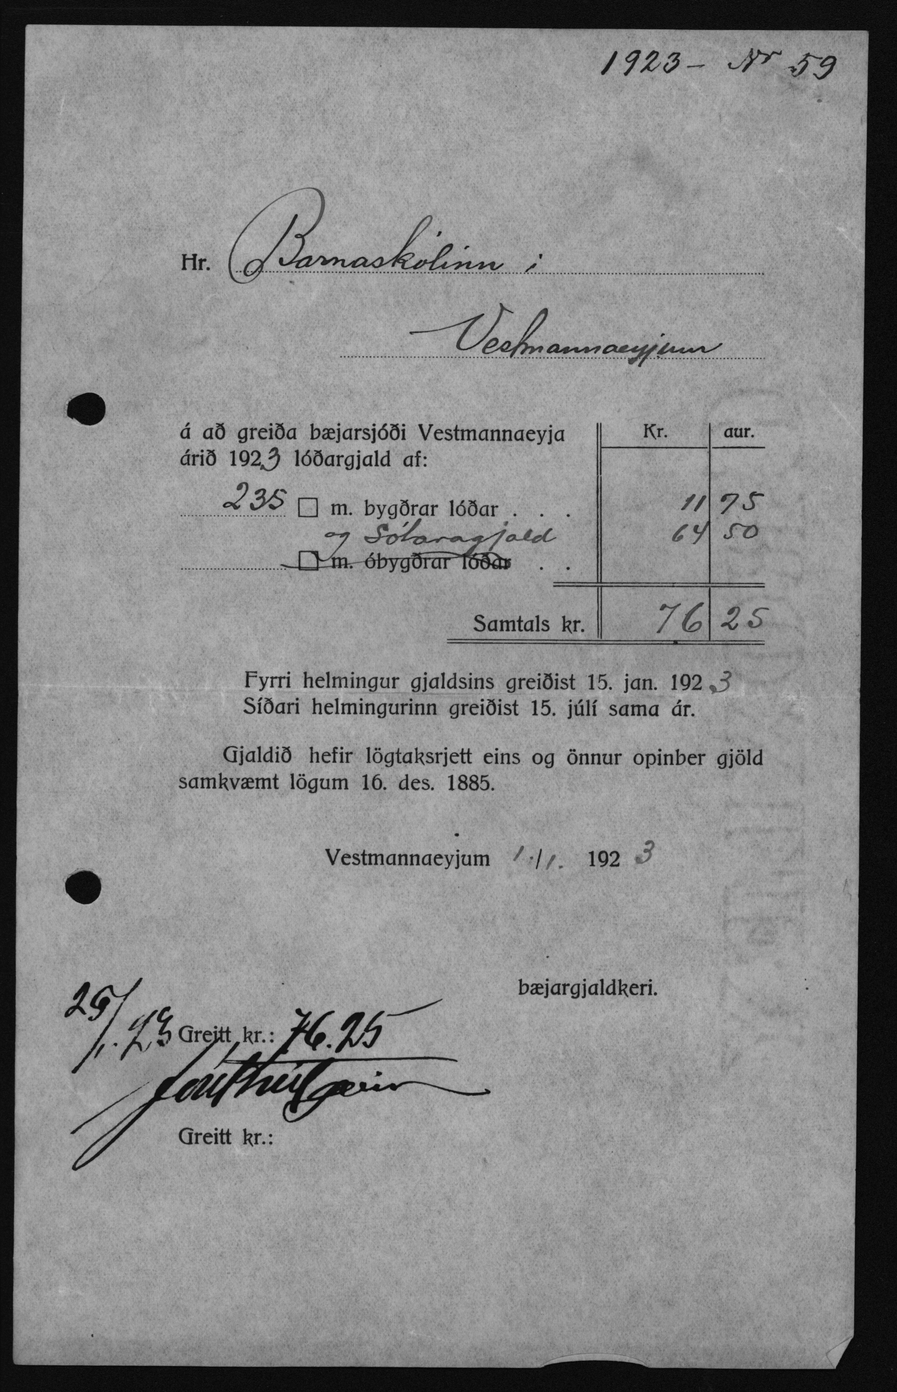 1923 – Nr 59
Hr. Barnaskólinn í
Vestmannaeyjum
á að greiða bæjarsjóði Vestmannaeyja
árið 1923 lóðargjald af:
Kr. aur.
235 □ m. bygðrar lóðar . . . 11 75
og Sótaragjald 64 50
□ m. óbygðrar lóðar . .
Samtals kr. 76 25
Fyrri helmingur gjaldsins greiðist 15. jan. 1923
Síðari helmingurinn greiðist 15. júlí sama ár.
Gjaldið hefir lögtaksrjett eins og önnur opinber gjöld
samkvæmt lögum 16. des. 1885.
Vestmannaeyjum 1./1. 1923
bæjargjaldkeri.
25/1.23 Greitt kr.: 76.25
Greitt kr.: